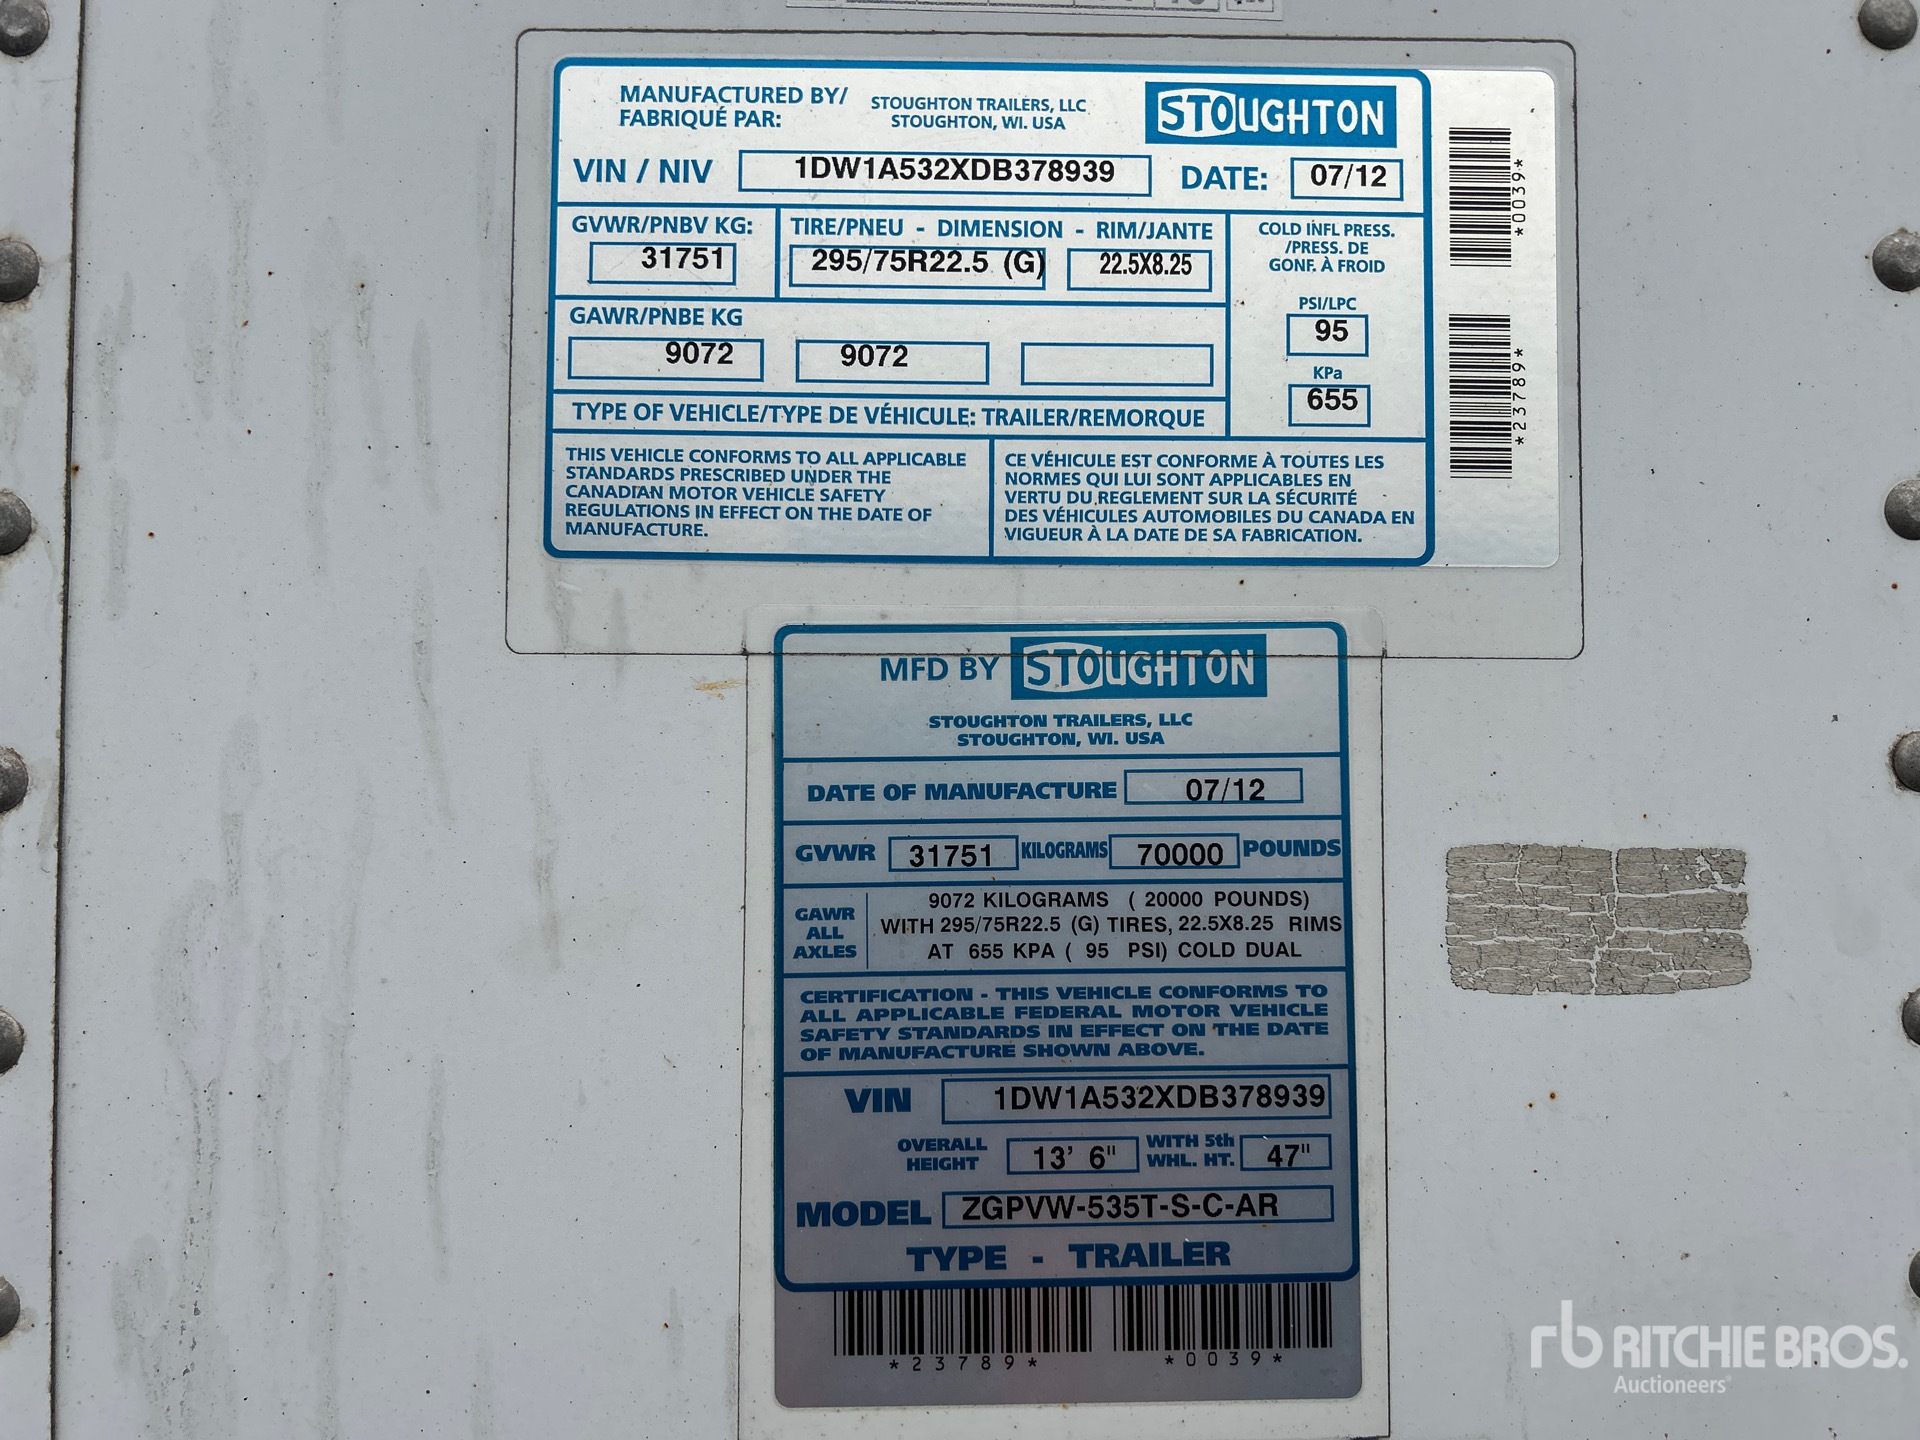 MANUFACTURED BY/
FABRIQUÉ PAR:
STOUGHTON TRAILERS, LLC
STOUGHTON, WI. USA
STOUGHTON
VIN / NIV 1DW1A532XDB378939 DATE: 07/12
GVWR/PNBV KG: TIRE/PNEU - DIMENSION - RIM/JANTE
31751 295/75R22.5 (G) 22.5X8.25
COLD INFL PRESS.
/PRESS. DE
GONF. À FROID
PSI/LPC
95
KPa
655
GAWR/PNBE KG
9072 9072
TYPE OF VEHICLE/TYPE DE VÉHICULE: TRAILER/REMORQUE
THIS VEHICLE CONFORMS TO ALL APPLICABLE
STANDARDS PRESCRIBED UNDER THE
CANADIAN MOTOR VEHICLE SAFETY
REGULATIONS IN EFFECT ON THE DATE OF
MANUFACTURE.
CE VÉHICULE EST CONFORME À TOUTES LES
NORMES QUI LUI SONT APPLICABLES EN
VERTU DU REGLEMENT SUR LA SÉCURITÉ
DES VÉHICULES AUTOMOBILES DU CANADA EN
VIGUEUR À LA DATE DE SA FABRICATION.
*0039*
*23789*
MFD BY STOUGHTON
STOUGHTON TRAILERS, LLC
STOUGHTON, WI. USA
DATE OF MANUFACTURE 07/12
GVWR 31751 KILOGRAMS 70000 POUNDS
GAWR
ALL
AXLES
9072 KILOGRAMS ( 20000 POUNDS)
WITH 295/75R22.5 (G) TIRES, 22.5X8.25 RIMS
AT 655 KPA ( 95 PSI) COLD DUAL
CERTIFICATION - THIS VEHICLE CONFORMS TO
ALL APPLICABLE FEDERAL MOTOR VEHICLE
SAFETY STANDARDS IN EFFECT ON THE DATE
OF MANUFACTURE SHOWN ABOVE.
VIN 1DW1A532XDB378939
OVERALL
HEIGHT
13' 6"
WITH 5th
WHL. HT.
47"
MODEL ZGPVW-535T-S-C-AR
TYPE - TRAILER
*23789* *0039*
rb RITCHIE BROS.
Auctioneers